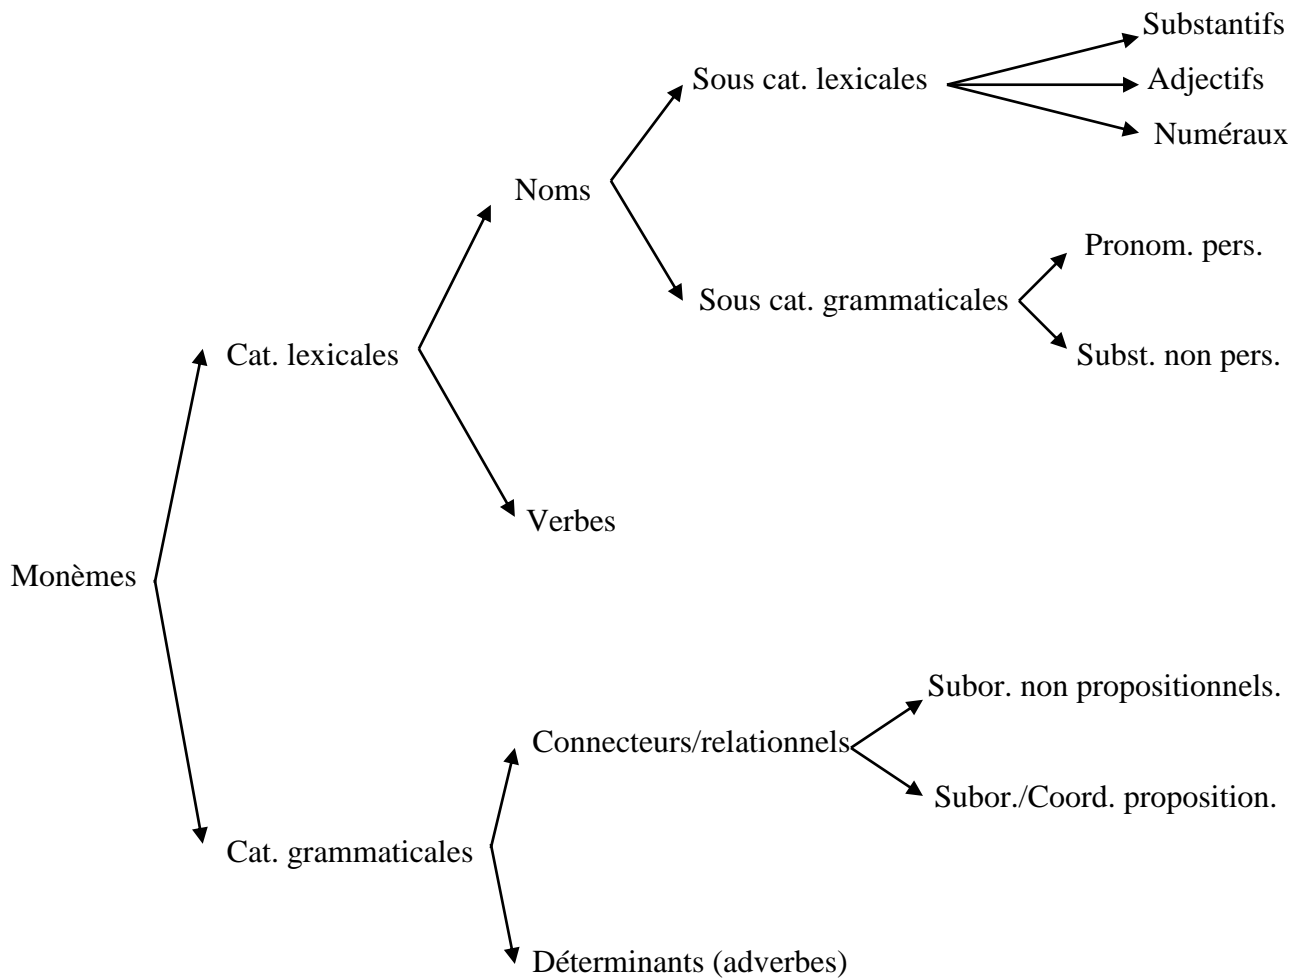 Substantifs
Sous cat. lexicales
Adjectifs
Numéraux
Noms
Pronom. pers.
Sous cat. grammaticales
Subst. non pers.
Cat. lexicales
Verbes
Monèmes
Subor. non propositionnels.
Connecteurs/relationnels
Subor./Coord. proposition.
Cat. grammaticales
Déterminants (adverbes)